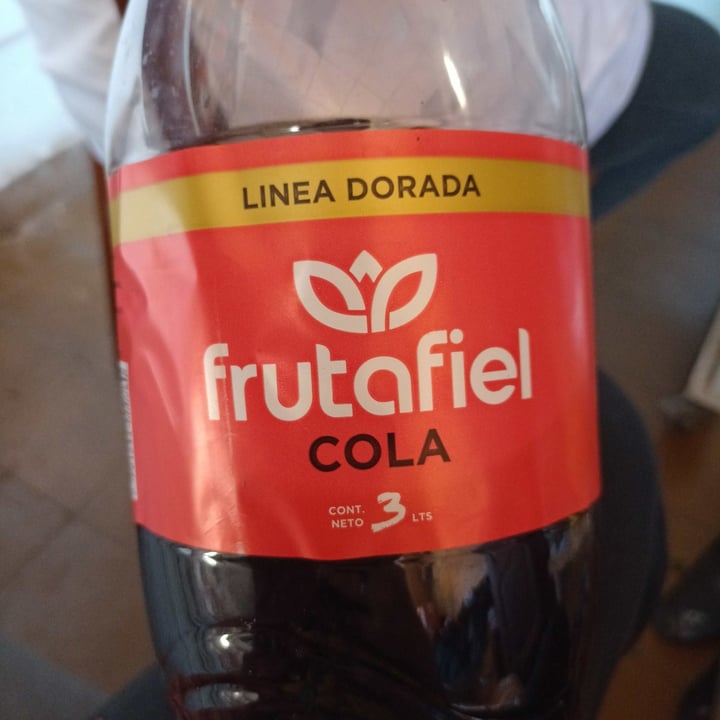 LINEA DORADA
frutafiel
COLA
CONT.
NETO 3 LTS